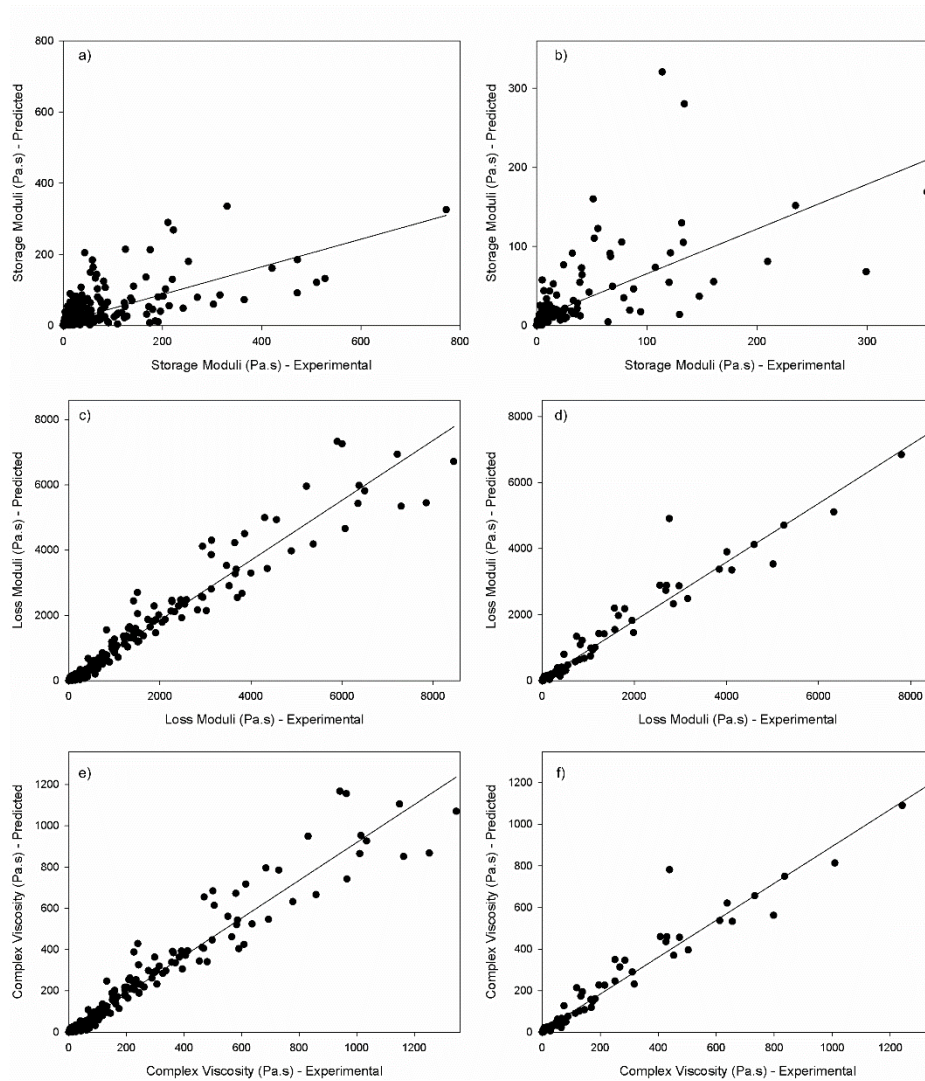 a)
Storage Moduli (Pa.s) - Predicted
800
600
400
200
0
0 200 400 600 800
Storage Moduli (Pa.s) - Experimental
b)
Storage Moduli (Pa.s) - Predicted
300
200
100
0
0 100 200 300
Storage Moduli (Pa.s) - Experimental
c)
Loss Moduli (Pa.s) - Predicted
8000
6000
4000
2000
0
0 2000 4000 6000 8000
Loss Moduli (Pa.s) - Experimental
d)
Loss Moduli (Pa.s) - Predicted
8000
6000
4000
2000
0
0 2000 4000 6000 8000
Loss Moduli (Pa.s) - Experimental
e)
Complex Viscosity (Pa.s) - Predicted
1200
1000
800
600
400
200
0
0 200 400 600 800 1000 1200
Complex Viscosity (Pa.s) - Experimental
f)
Complex Viscosity (Pa.s) - Predicted
1200
1000
800
600
400
200
0
0 200 400 600 800 1000 1200
Complex Viscosity (Pa.s) - Experimental